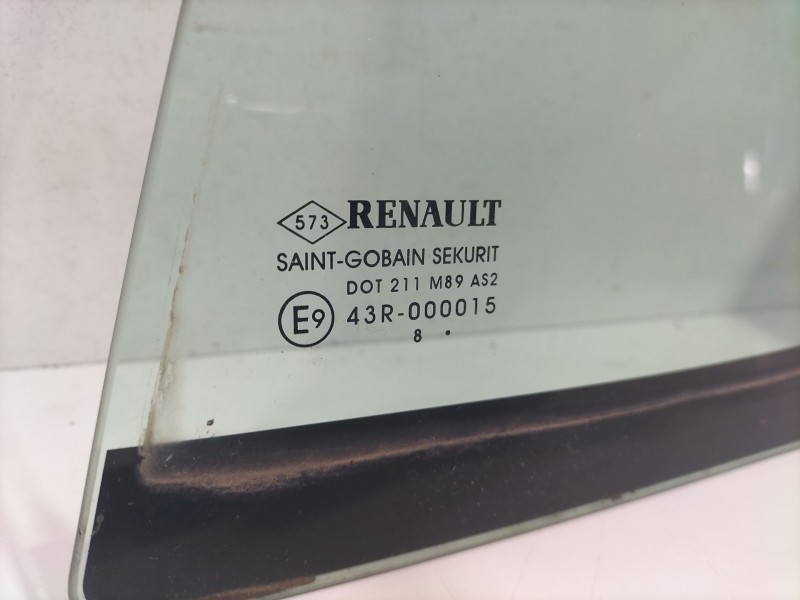 573 RENAULT
SAINT-GOBAIN SEKURIT
DOT 211 M89 AS2
E9 43R-000015
8 .